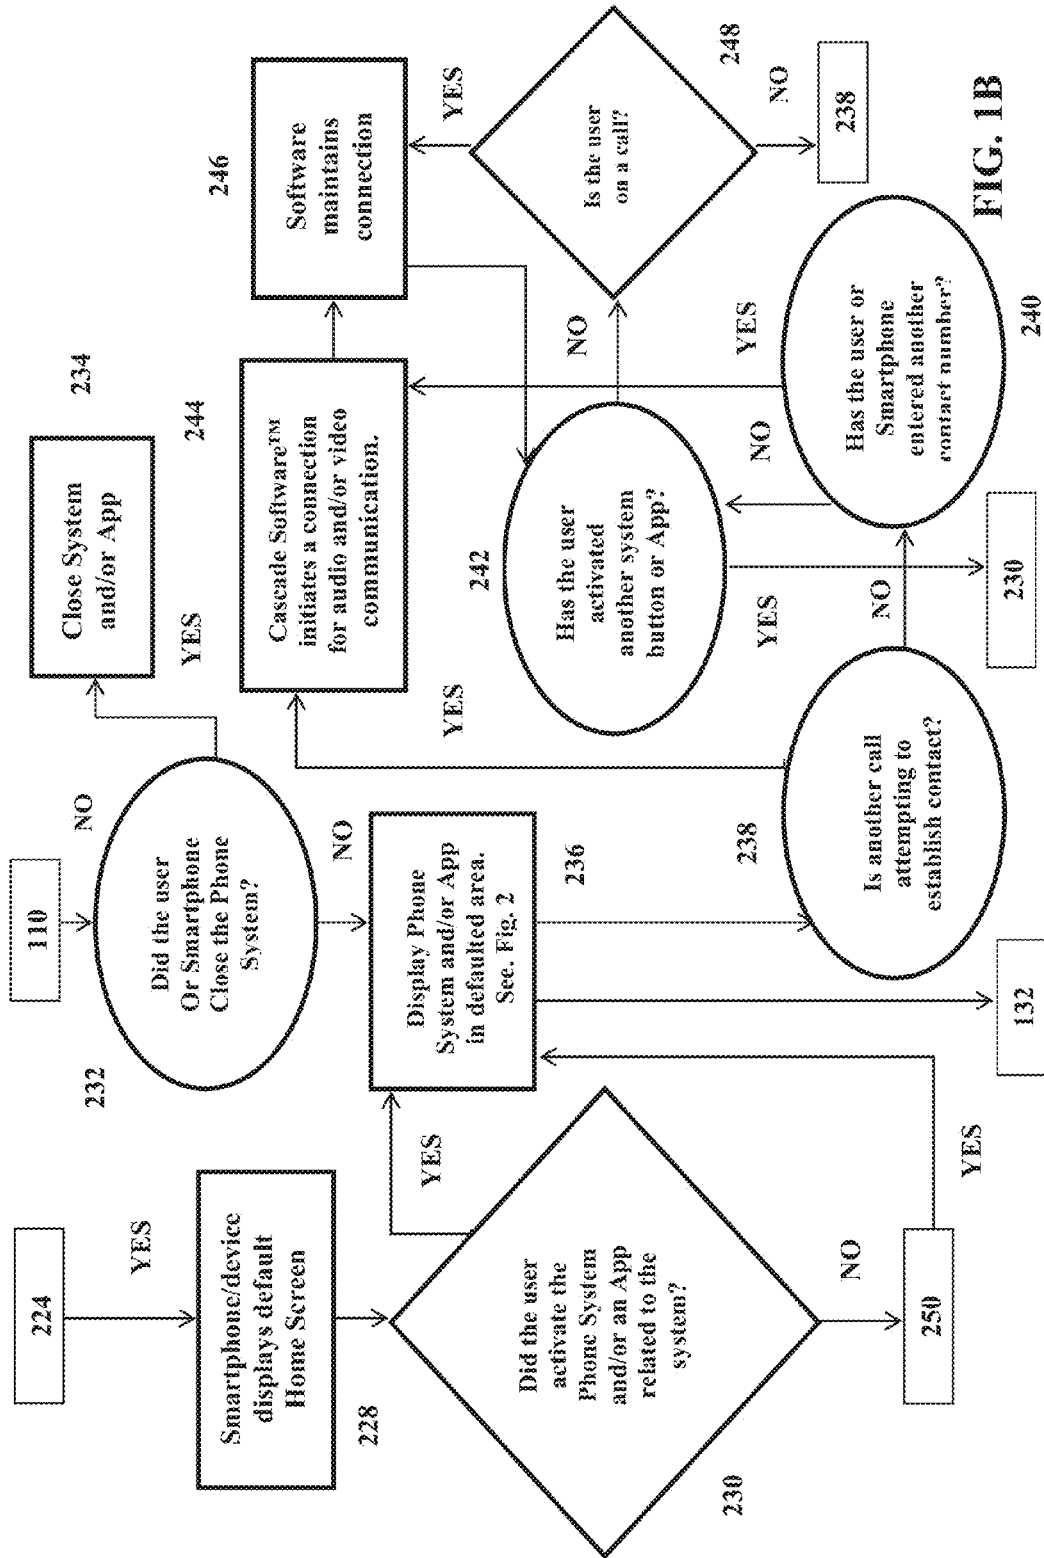 224
YES
Smartphone/device
displays default
Home Screen
228
Did the user
activate the
Phone System
and/or an App
related to the
system?
230
YES
NO
250
YES
110
232
Did the user
Or Smartphone
Close the Phone
System?
NO
YES
Close System
and/or App
234
NO
Display Phone
System and/or App
in defaulted area.
See. Fig. 2
236
132
238
Is another call
attempting to
establish contact?
YES
NO
244
Cascade Software™
initiates a connection
for audio and/or video
communication.
246
Software
maintains
connection
242
Has the user
activated
another system
button or App?
YES
230
NO
Has the user or
Smartphone
entered another
contact number?
240
NO
YES
YES
Is the user
on a call?
248
NO
238
FIG. 1B